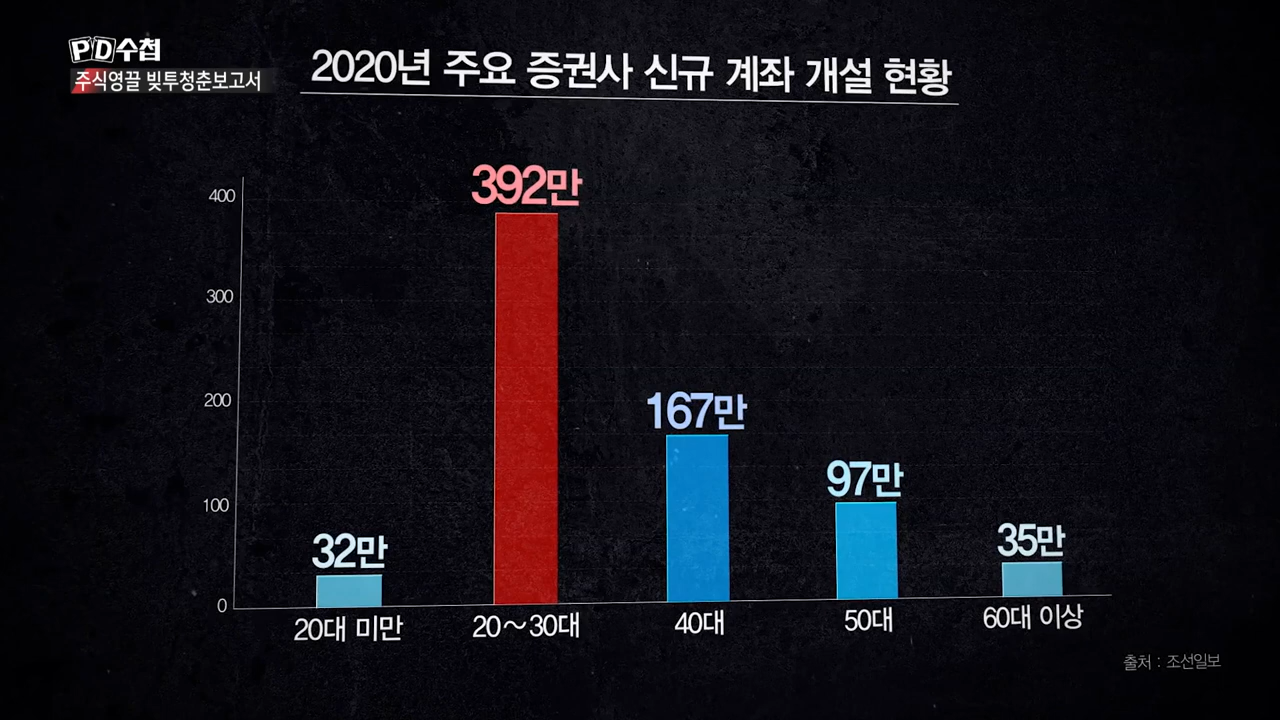 PD수첩
주식영끌 빚투청춘보고서
2020년 주요 증권사 신규 계좌 개설 현황
400
300
200
100
0
32만
392만
167만
97만
35만
20대 미만
20~30대
40대
50대
60대 이상
출처 : 조선일보